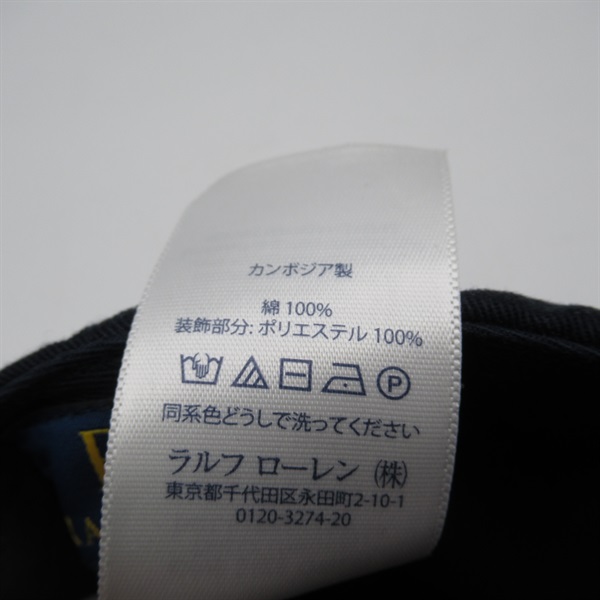 カンボジア製
綿 100%
装飾部分: ポリエステル 100%
P
同系色どうしで洗ってください
ラルフ ローレン (株)
東京都千代田区永田町2-10-1
0120-3274-20